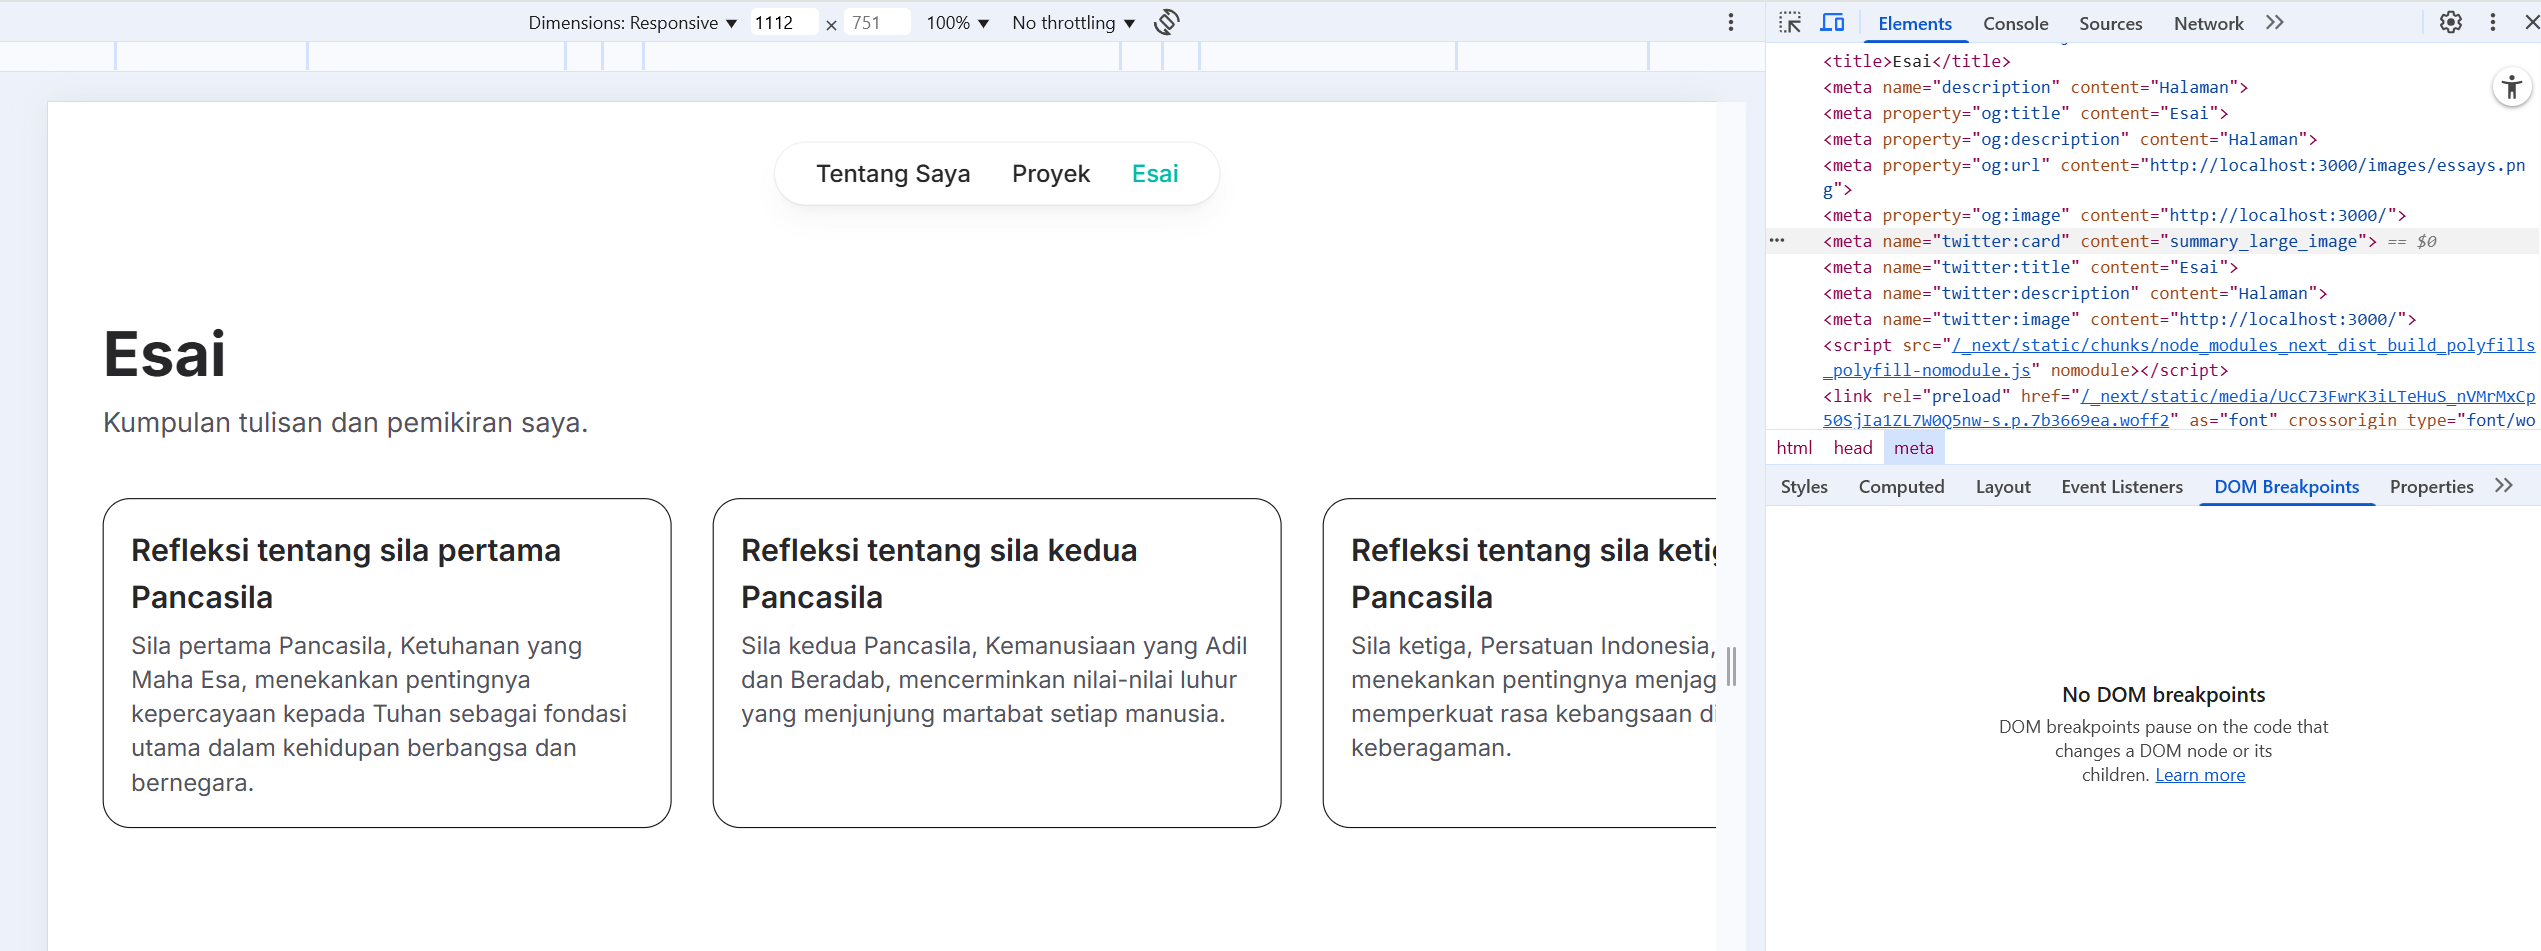 Dimensions: Responsive ▼ 1112 × 751 100% ▼ No throttling ▼
Tentang Saya Proyek Esai
Esai
Kumpulan tulisan dan pemikiran saya.
Refleksi tentang sila pertama
Pancasila
Sila pertama Pancasila, Ketuhanan yang
Maha Esa, menekankan pentingnya
kepercayaan kepada Tuhan sebagai fondasi
utama dalam kehidupan berbangsa dan
bernegara.
Refleksi tentang sila kedua
Pancasila
Sila kedua Pancasila, Kemanusiaan yang Adil
dan Beradab, mencerminkan nilai-nilai luhur
yang menjunjung martabat setiap manusia.
Refleksi tentang sila
Pancasila
Sila ketiga, Persatuan Indonesia,
menekankan pentingnya
memperkuat rasa kebangsaan
keberagaman.
Elements Console Sources Network
<title>Esai</title>
<meta name="description" content="Halaman">
<meta property="og:title" content="Esai">
<meta property="og:description" content="Halaman">
<meta property="og:url" content="http://localhost:3000/images/essays.pn
g">
<meta property="og:image" content="http://localhost:3000/">
<meta name="twitter:card" content="summary_large_image"> == $0
<meta name="twitter:title" content="Esai">
<meta name="twitter:description" content="Halaman">
<meta name="twitter:image" content="http://localhost:3000/">
<script src="/_next/static/chunks/node_modules_next_dist_build_polyfills
_polyfill-nomodule.js" nomodule></script>
<link rel="preload" href="/_next/static/media/UcC73FwrK3iLTeHuS_nVMrMxCp
50SjIa1ZL7W0Q5nw-s.p.7b3669ea.woff2" as="font" crossorigin type="font/wo
html head meta
Styles Computed Layout Event Listeners DOM Breakpoints Properties
No DOM breakpoints
DOM breakpoints pause on the code that
changes a DOM node or its
children. Learn more